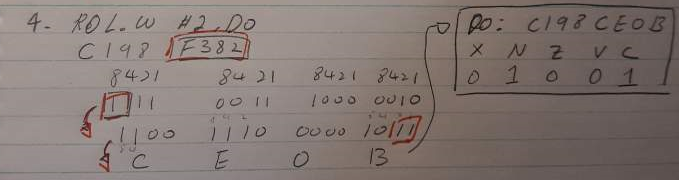 4. ROL.W #2, D0
C198 F382
8421 8421 8421 8421
1111 0011 1000 0010
1100 1110 0000 1011
C E 0 B
D0: C198CE0B
X N Z V C
0 1 0 0 1